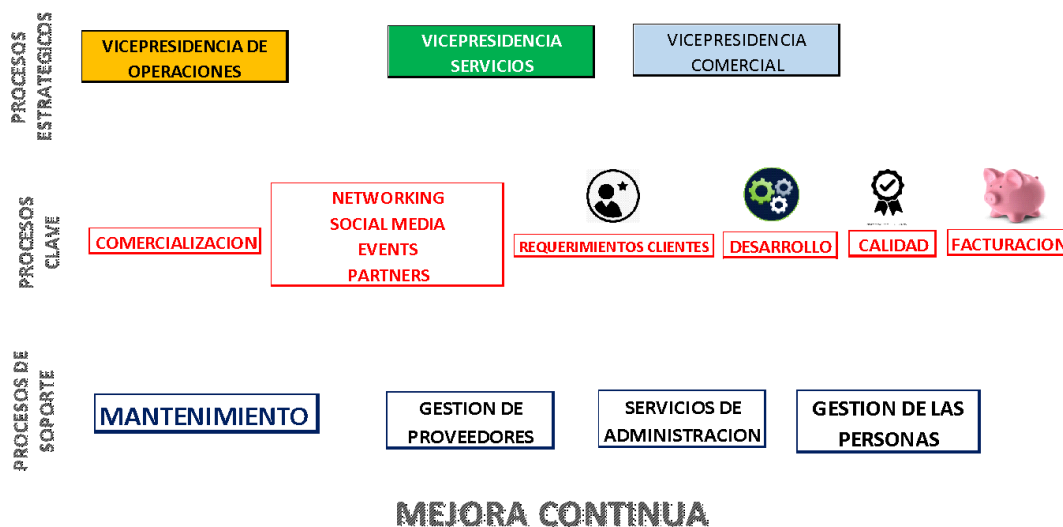 PROCESOS
ESTRATEGICOS
VICEPRESIDENCIA DE
OPERACIONES
VICEPRESIDENCIA
SERVICIOS
VICEPRESIDENCIA
COMERCIAL
PROCESOS
CLAVE
COMERCIALIZACION
NETWORKING
SOCIAL MEDIA
EVENTS
PARTNERS
REQUERIMIENTOS CLIENTES
DESARROLLO
CALIDAD
FACTURACION
PROCESOS DE
SOPORTE
MANTENIMIENTO
GESTION DE
PROVEEDORES
SERVICIOS DE
ADMINISTRACION
GESTION DE LAS
PERSONAS
MEJORA CONTINUA